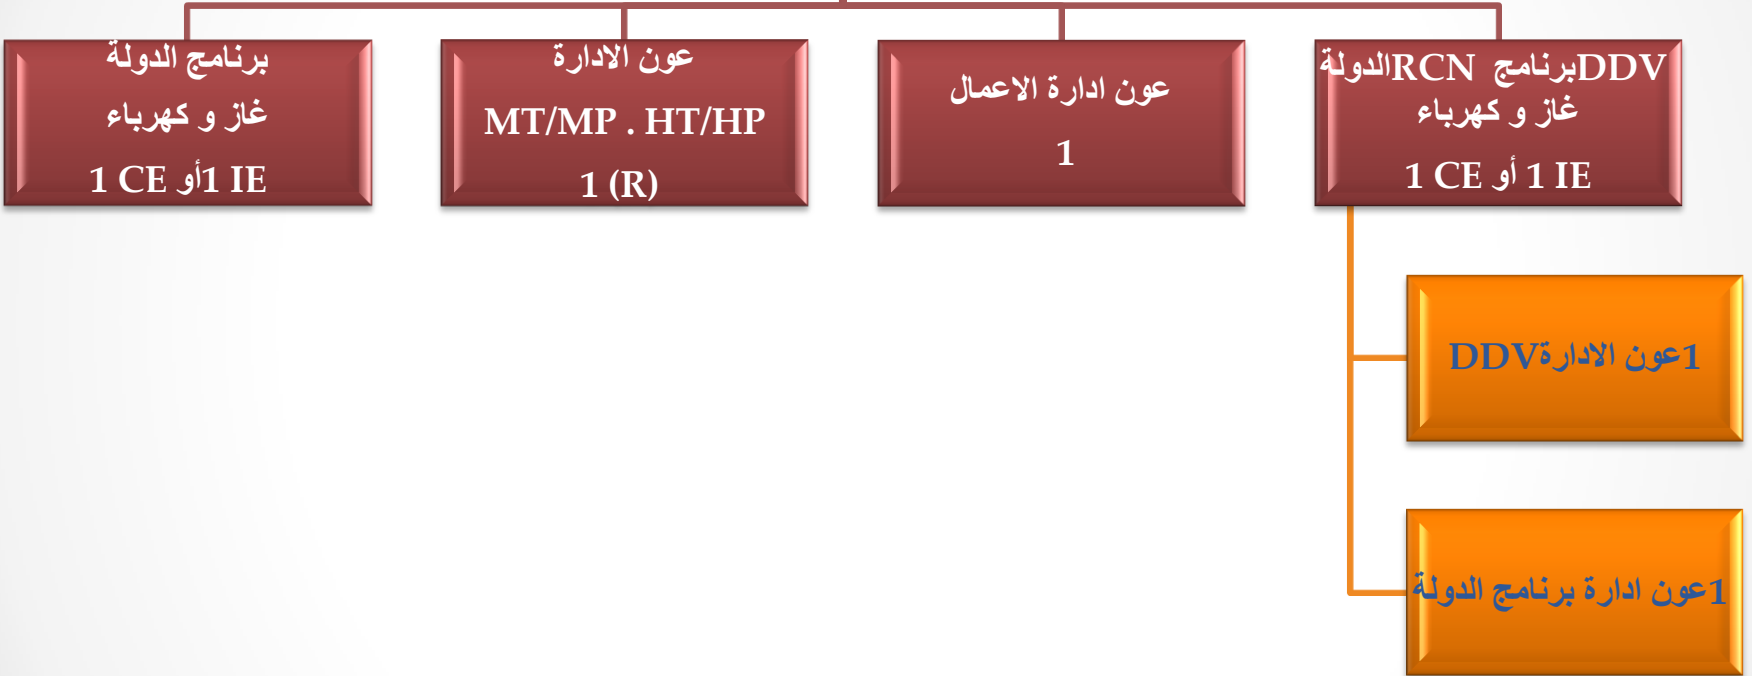 DDVبرنامج RCNالدولة
غاز و كهرباء
1 CE أو 1 IE
عون ادارة الاعمال
1
عون الادارة
MT/MP . HT/HP
1 (R)
برنامج الدولة
غاز و كهرباء
1 CE أو1 IE
1عون الادارةDDV
1عون ادارة برنامج الدولة